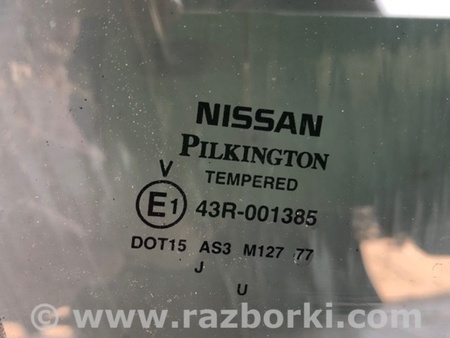 NISSAN
PILKINGTON
TEMPERED
V
E1 43R-001385
DOT15 AS3 M127 77
J
U
© www.razborki.com